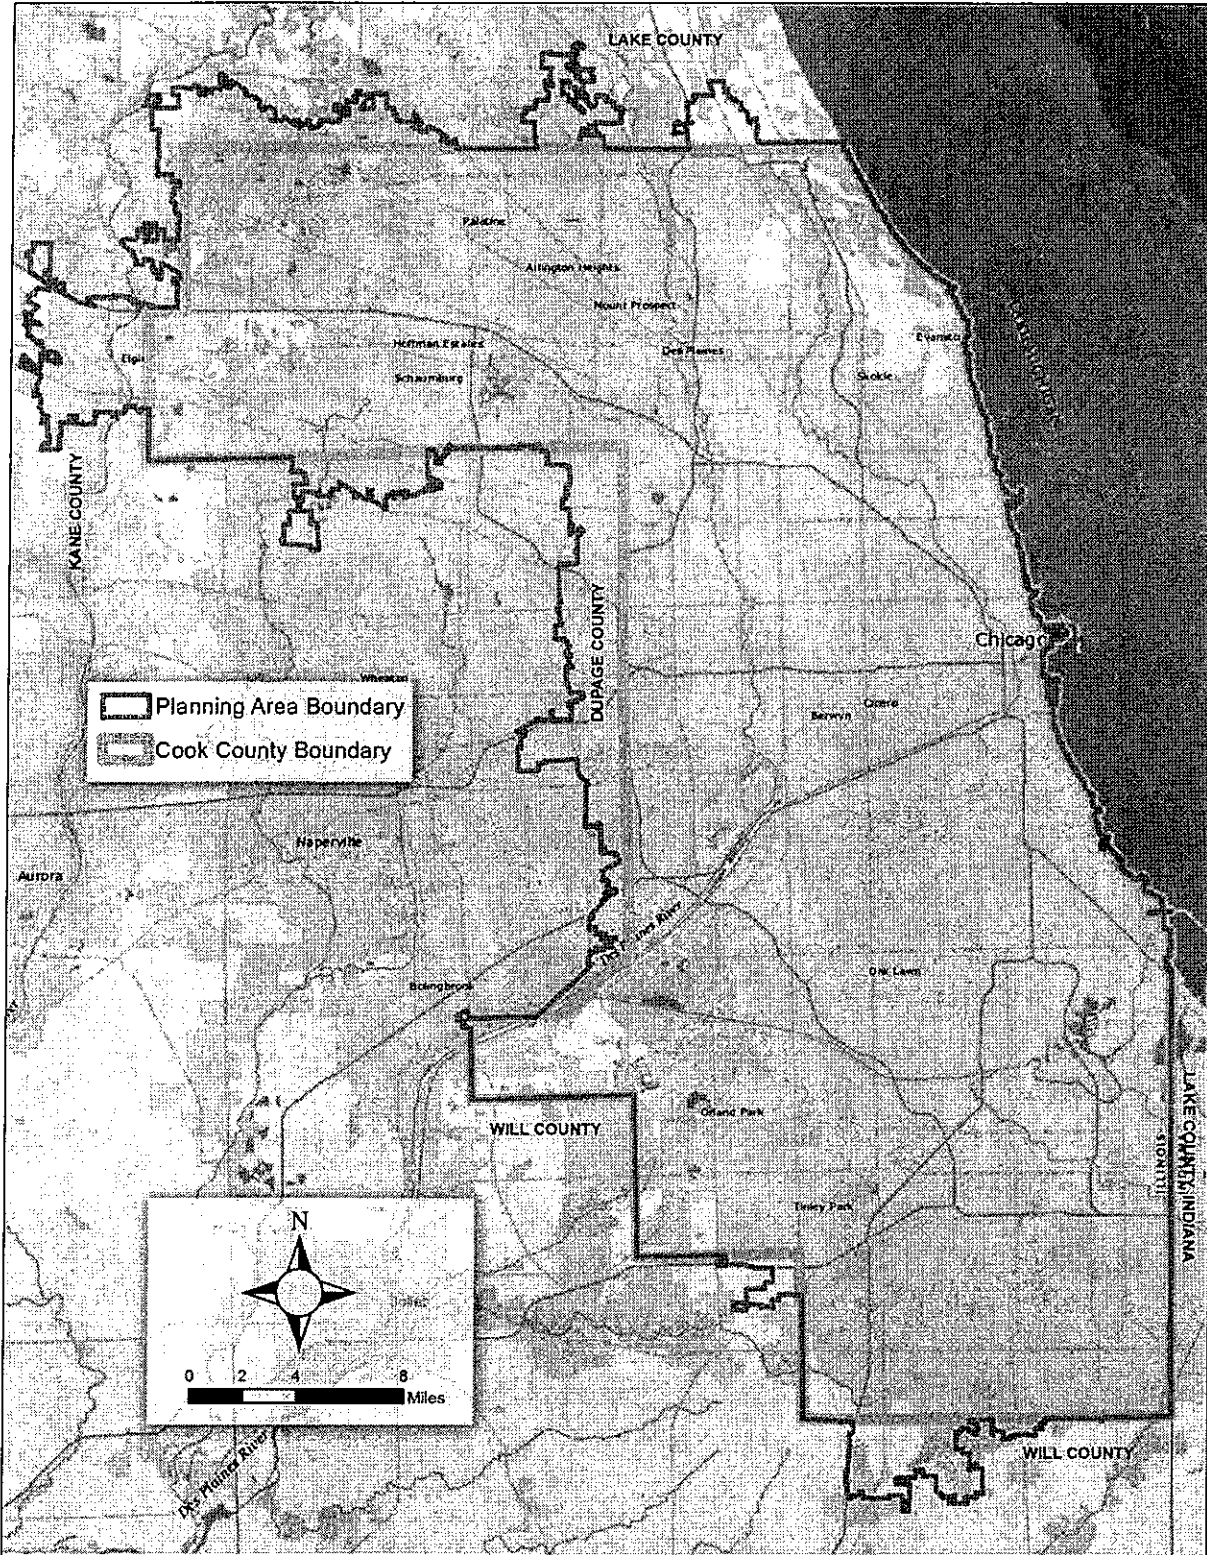 LAKE COUNTY
Palatine
Arlington Heights
Mount Prospect
Hoffman Estates
Des Plaines
Evanston
Elgin
Schaumburg
Skokie
KANE COUNTY
DUPAGE COUNTY
Chicago
Wheaton
Planning Area Boundary
Cook County Boundary
Cicero
Berwyn
Naperville
Aurora
Des Plaines River
Oak Lawn
Bolingbrook
Orland Park
WILL COUNTY
LAKE COUNTY, INDIANA
Tinley Park
N
Joliet
0 2 4 8
Miles
Des Plaines River
WILL COUNTY